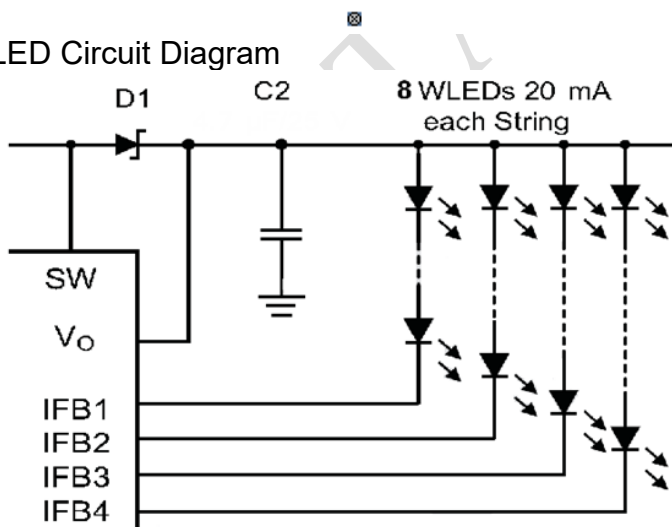 LED Circuit Diagram
D1
C2
8 WLEDs 20 mA
each String
SW
VO
IFB1
IFB2
IFB3
IFB4